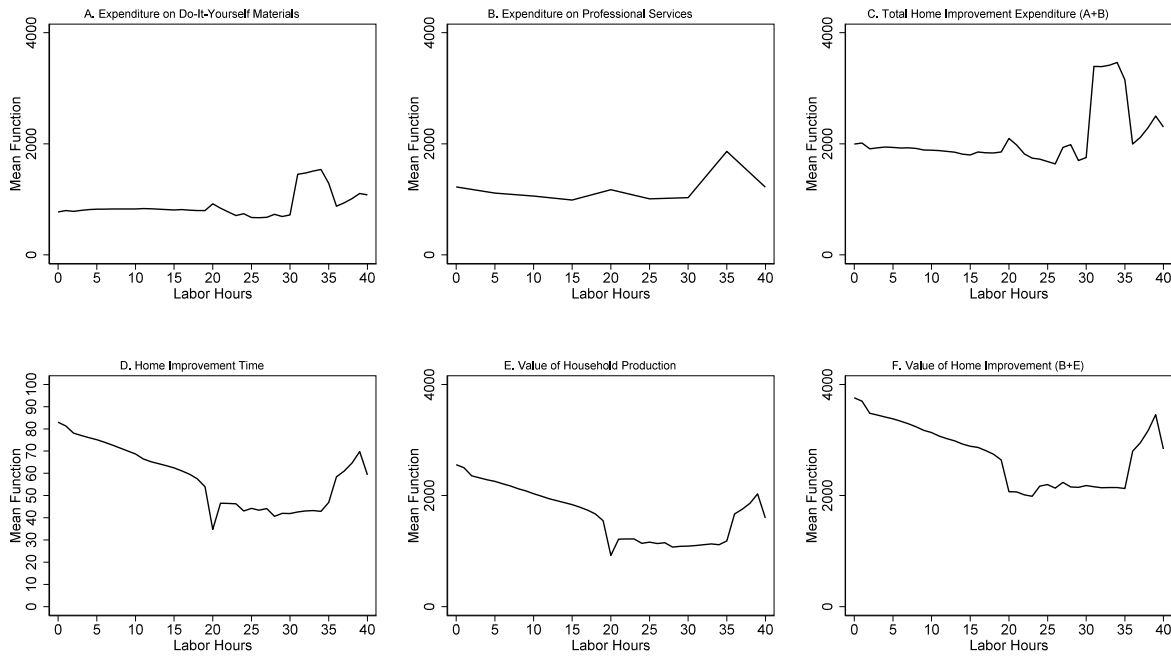 A. Expenditure on Do-It-Yourself Materials
Mean Function
0 2000 4000
0 5 10 15 20 25 30 35 40
Labor Hours
B. Expenditure on Professional Services
Mean Function
0 2000 4000
0 5 10 15 20 25 30 35 40
Labor Hours
C. Total Home Improvement Expenditure (A+B)
Mean Function
0 2000 4000
0 5 10 15 20 25 30 35 40
Labor Hours
D. Home Improvement Time
Mean Function
0 10 20 30 40 50 60 70 80 90 100
0 5 10 15 20 25 30 35 40
Labor Hours
E. Value of Household Production
Mean Function
0 2000 4000
0 5 10 15 20 25 30 35 40
Labor Hours
F. Value of Home Improvement (B+E)
Mean Function
0 2000 4000
0 5 10 15 20 25 30 35 40
Labor Hours